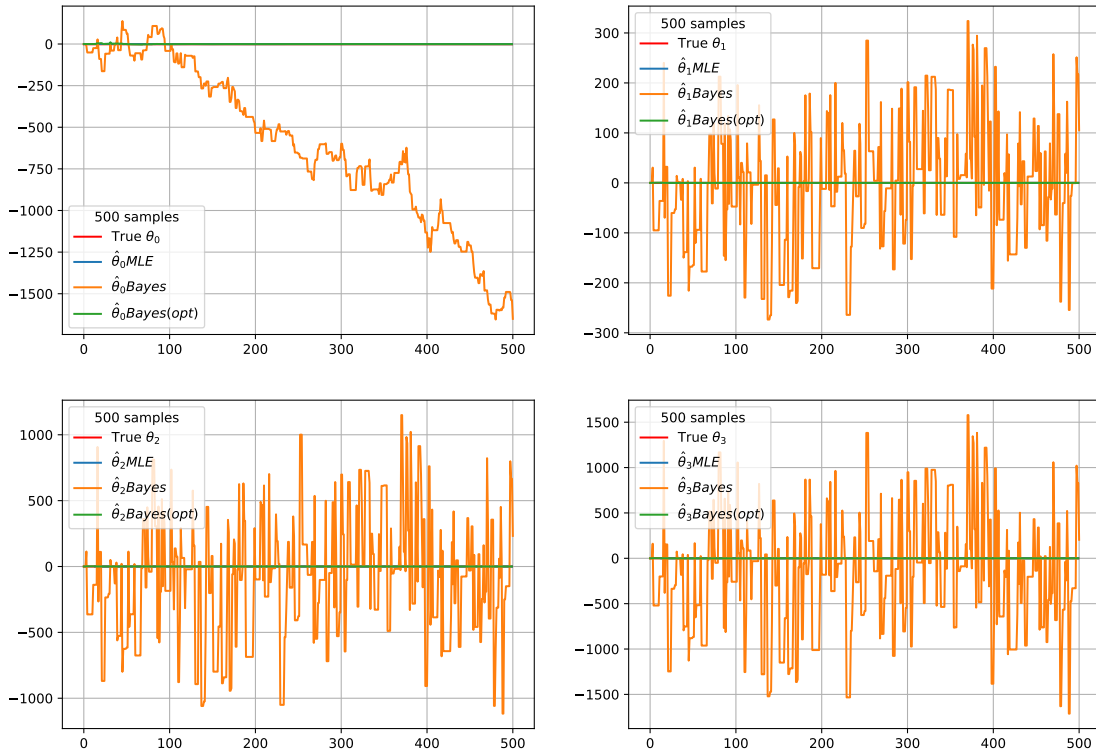 0
−250
−500
−750
−1000
−1250
−1500
0 100 200 300 400 500
500 samples
True θ₀
θ̂₀MLE
θ̂₀Bayes
θ̂₀Bayes(opt)
300
200
100
0
−100
−200
−300
0 100 200 300 400 500
500 samples
True θ₁
θ̂₁MLE
θ̂₁Bayes
θ̂₁Bayes(opt)
1000
500
0
−500
−1000
0 100 200 300 400 500
500 samples
True θ₂
θ̂₂MLE
θ̂₂Bayes
θ̂₂Bayes(opt)
1500
1000
500
0
−500
−1000
−1500
0 100 200 300 400 500
500 samples
True θ₃
θ̂₃MLE
θ̂₃Bayes
θ̂₃Bayes(opt)